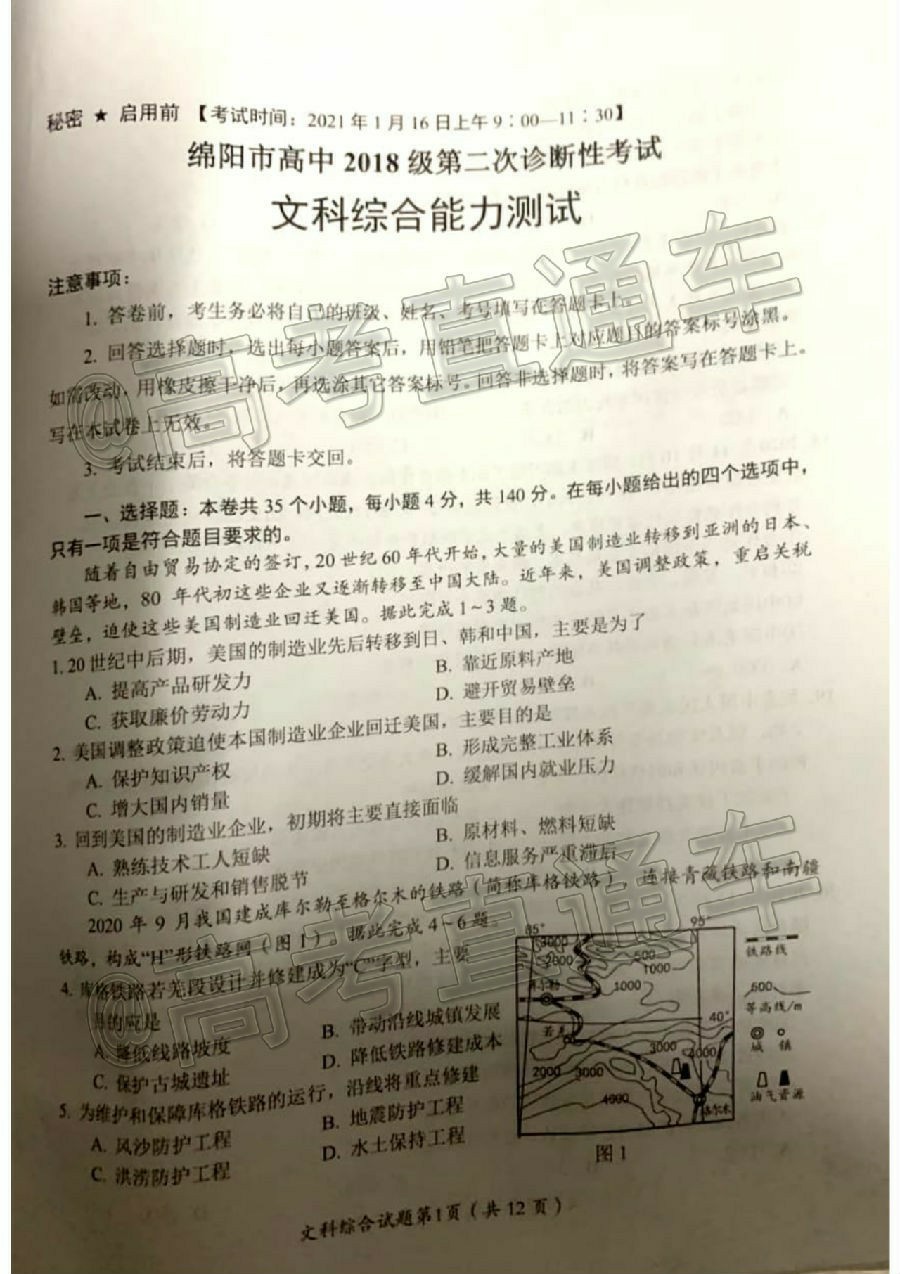 秘密 ★ 启用前 【考试时间：2021年1月16日上午9：00—11：30】
绵阳市高中 2018 级第二次诊断性考试
文科综合能力测试
注意事项：
1. 答卷前，考生务必将自己的班级、姓名、考号填写在答题卡上。
2. 回答选择题时，选出每小题答案后，用铅笔把答题卡上对应题目的答案标号涂黑。
如需改动，用橡皮擦干净后，再选涂其它答案标号。回答非选择题时，将答案写在答题卡上。
写在本试卷上无效。
3. 考试结束后，将答题卡交回。
一、选择题：本卷共 35 个小题，每小题 4 分，共 140 分。在每小题给出的四个选项中，
只有一项是符合题目要求的。
随着自由贸易协定的签订，20 世纪 60 年代开始，大量的美国制造业转移到亚洲的日本、
韩国等地，80 年代初这些企业又逐渐转移至中国大陆。近年来，美国调整政策，重启关税
壁垒，迫使这些美国制造业回迁美国。据此完成 1～3 题。
1. 20 世纪中后期，美国的制造业先后转移到日、韩和中国，主要是为了
A. 提高产品研发力 B. 靠近原料产地
C. 获取廉价劳动力 D. 避开贸易壁垒
2. 美国调整政策迫使本国制造业企业回迁美国，主要目的是
A. 保护知识产权 B. 形成完整工业体系
C. 增大国内销量 D. 缓解国内就业压力
3. 回到美国的制造业企业，初期将主要直接面临
A. 熟练技术工人短缺 B. 原材料、燃料短缺
C. 生产与研发和销售脱节 D. 信息服务严重滞后
2020 年 9 月我国建成库尔勒至格尔木的铁路（简称库格铁路），连接青藏铁路和南疆
铁路，构成“H”形铁路网（图 1）。据此完成 4～6 题。
4. 库格铁路若羌段设计并修建成为“C”字型，主要
目的应是
A. 降低线路坡度 B. 带动沿线城镇发展
C. 保护古城遗址 D. 降低铁路修建成本
5. 为维护和保障库格铁路的运行，沿线将重点修建
A. 风沙防护工程 B. 地震防护工程
C. 洪涝防护工程 D. 水土保持工程
85° 95°
3000
2000
1000
500
1000
1000
40°
若羌
2000
3000
3000
4000
4000
格尔木
铁路线
500
等高线/m
城 镇
油气资源
图 1
文科综合试题第1页（共 12 页）
@高考直通车
@高考直通车